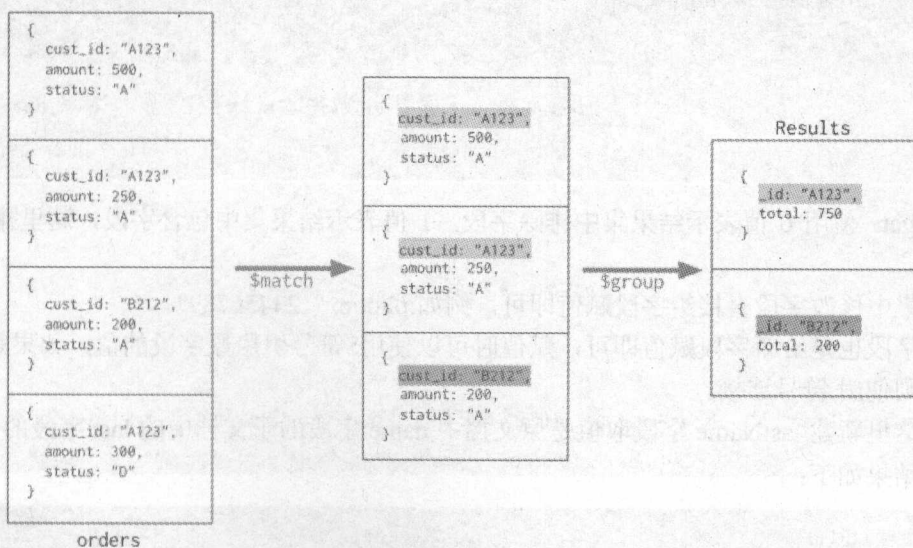 {
cust_id: "A123",
amount: 500,
status: "A"
}
{
cust_id: "A123",
amount: 250,
status: "A"
}
{
cust_id: "B212",
amount: 200,
status: "A"
}
{
cust_id: "A123",
amount: 300,
status: "D"
}
orders
$match
{
cust_id: "A123",
amount: 500,
status: "A"
}
{
cust_id: "A123",
amount: 250,
status: "A"
}
{
cust_id: "B212",
amount: 200,
status: "A"
}
$group
Results
{
_id: "A123",
total: 750
}
{
_id: "B212",
total: 200
}